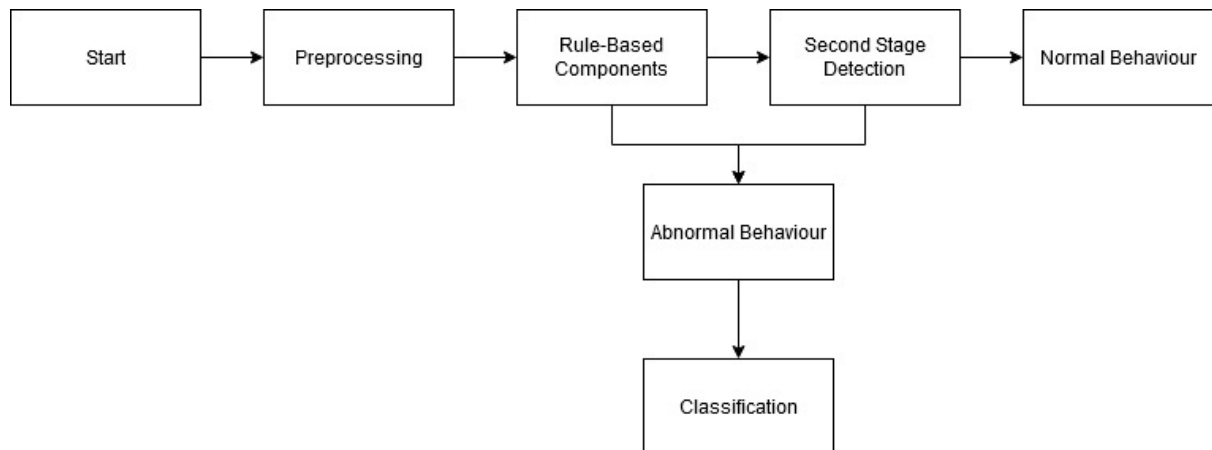 Start
Preprocessing
Rule-Based
Components
Second Stage
Detection
Normal Behaviour
Abnormal Behaviour
Classification